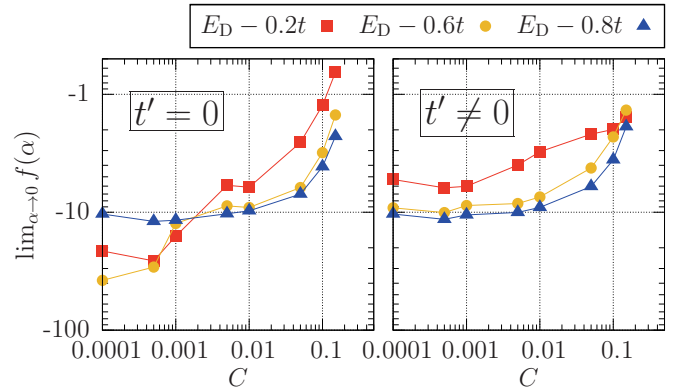 E_D − 0.2t E_D − 0.6t E_D − 0.8t
t′ = 0 t′ ≠ 0
lim_{α→0} f(α)
-1
-10
-100
0.0001 0.001 0.01 0.1 0.0001 0.001 0.01 0.1
C C